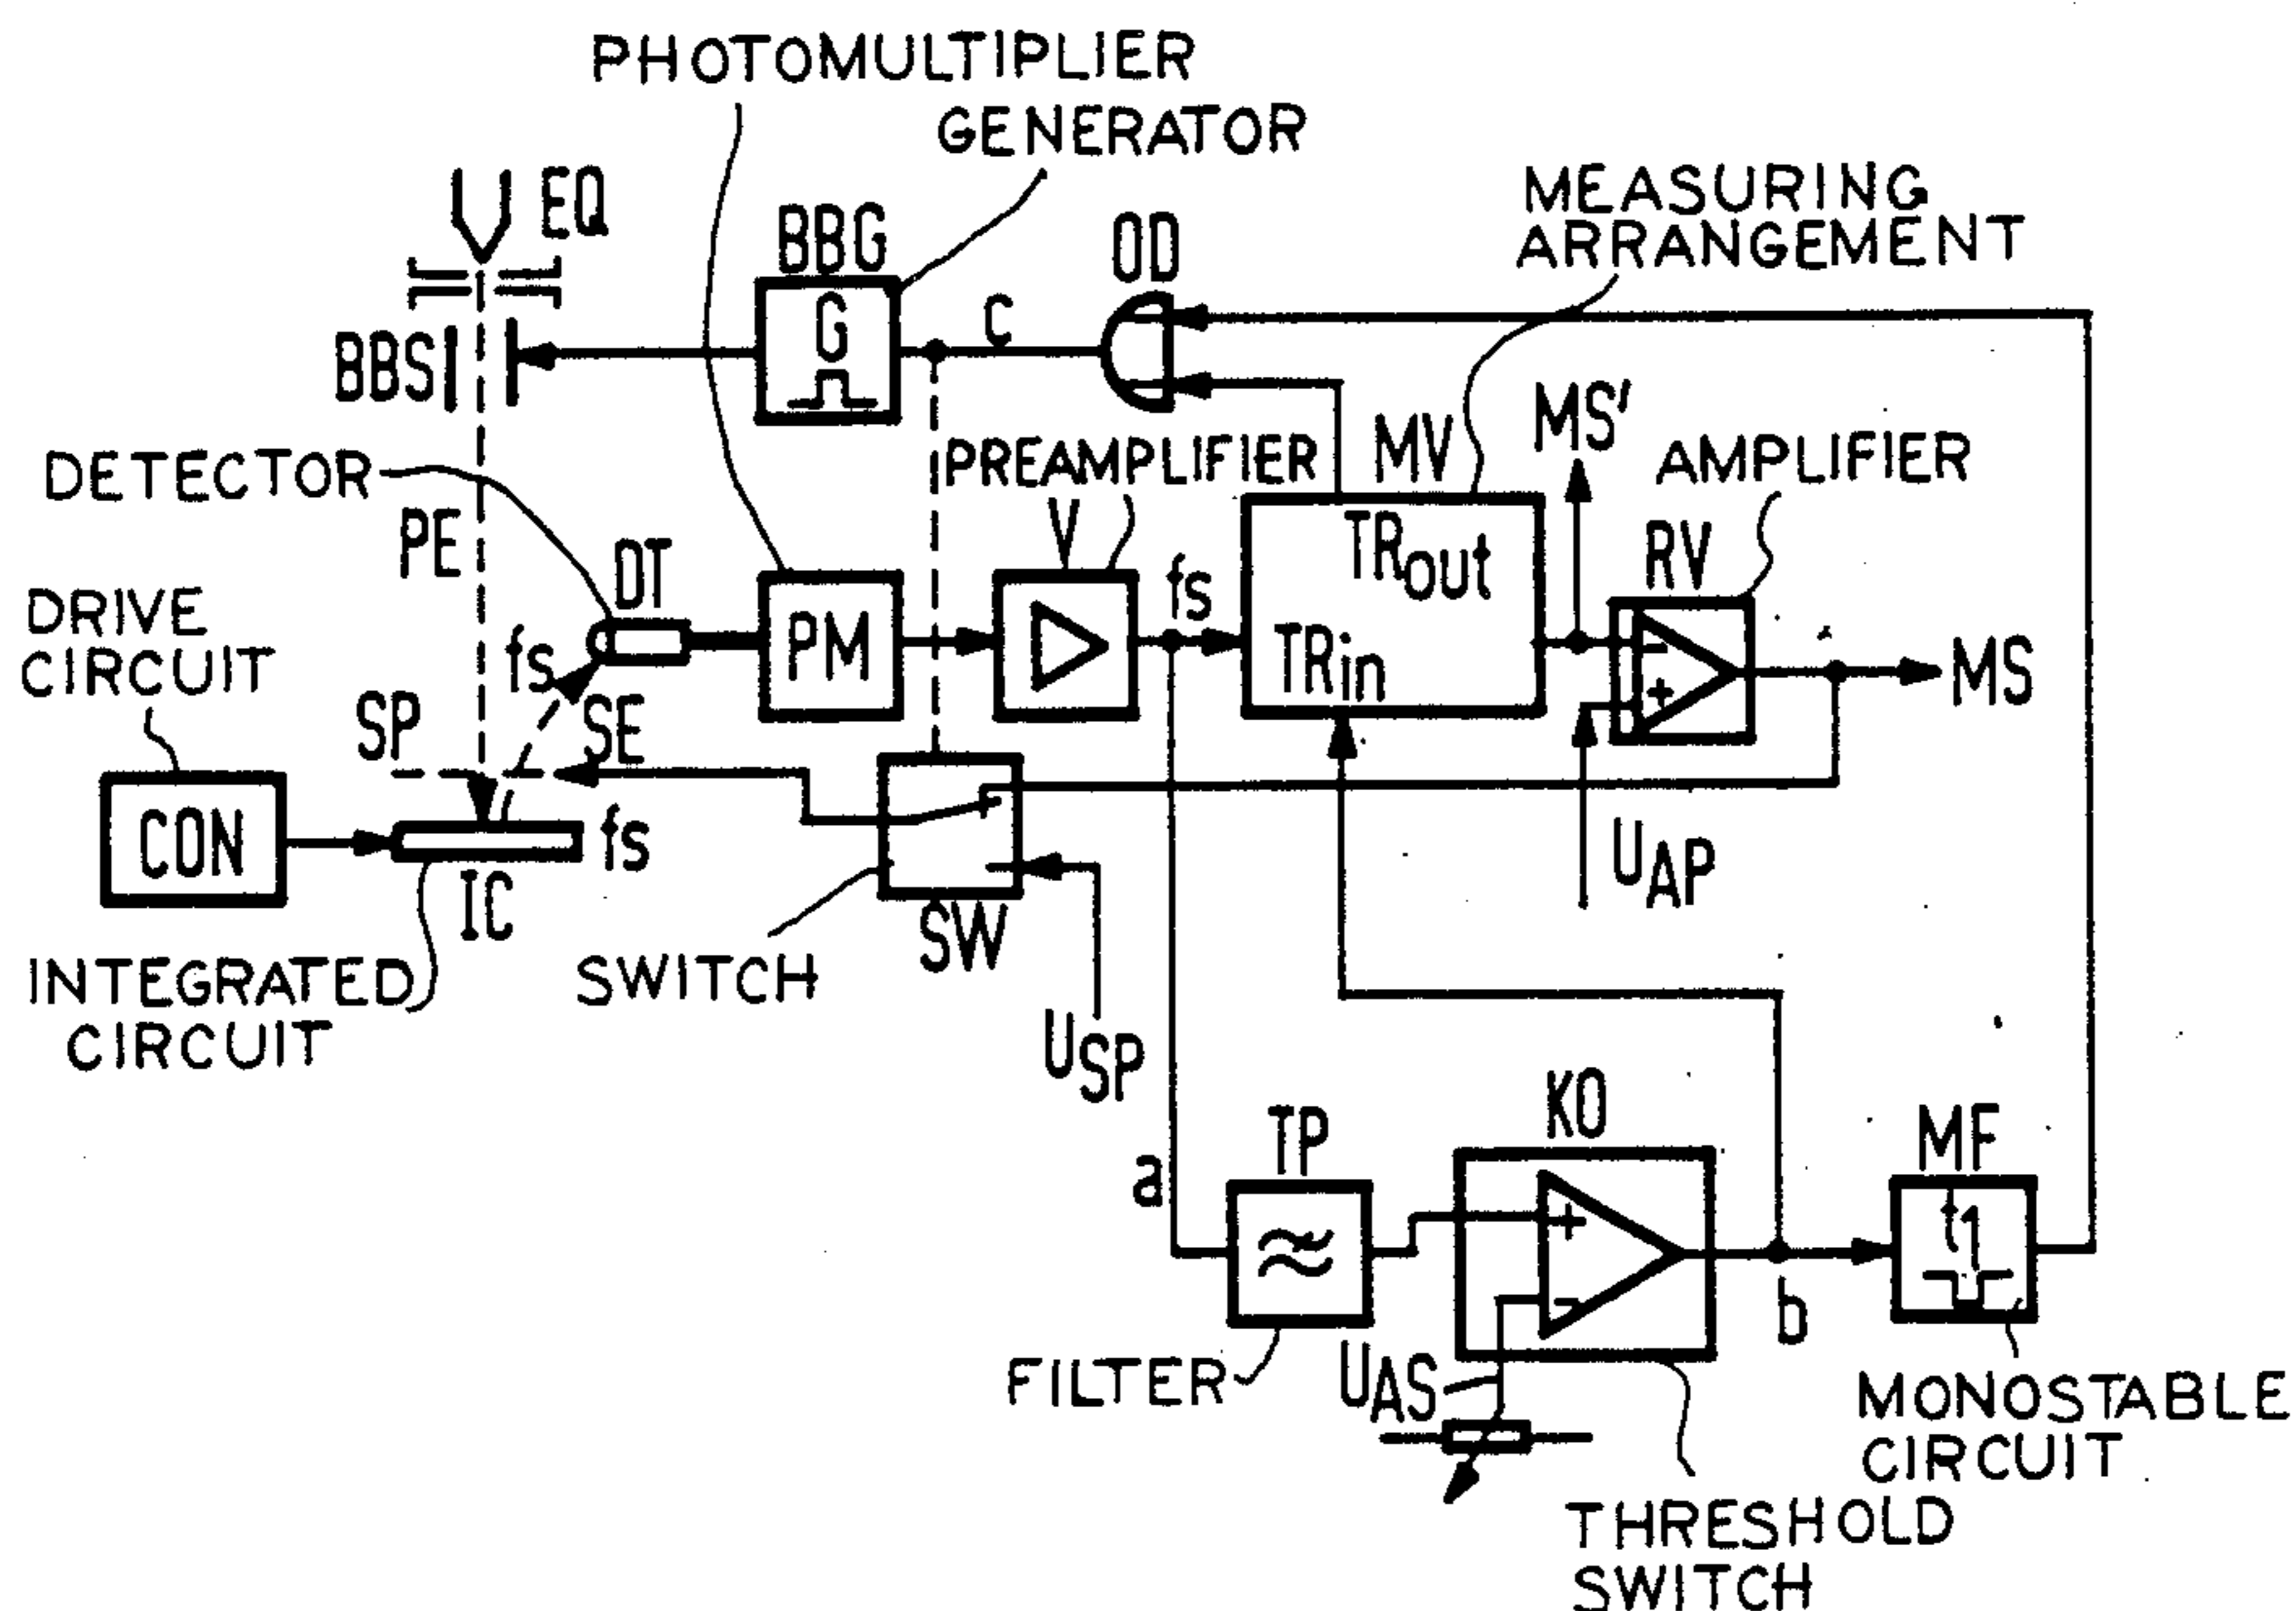 PHOTOMULTIPLIER
GENERATOR
MEASURING
ARRANGEMENT
EQ
BBG
OD
G
C
BBS
MS'
DETECTOR
PREAMPLIFIER
MV
AMPLIFIER
PE
DT
V
fs
TRout
RV
DRIVE
CIRCUIT
fs
PM
TRin
-
+
MS
SP
SE
CON
fs
IC
UAP
SW
INTEGRATED
CIRCUIT
SWITCH
USP
KO
TP
MF
a
+
-
t1
b
FILTER
UAS
MONOSTABLE
CIRCUIT
THRESHOLD
SWITCH